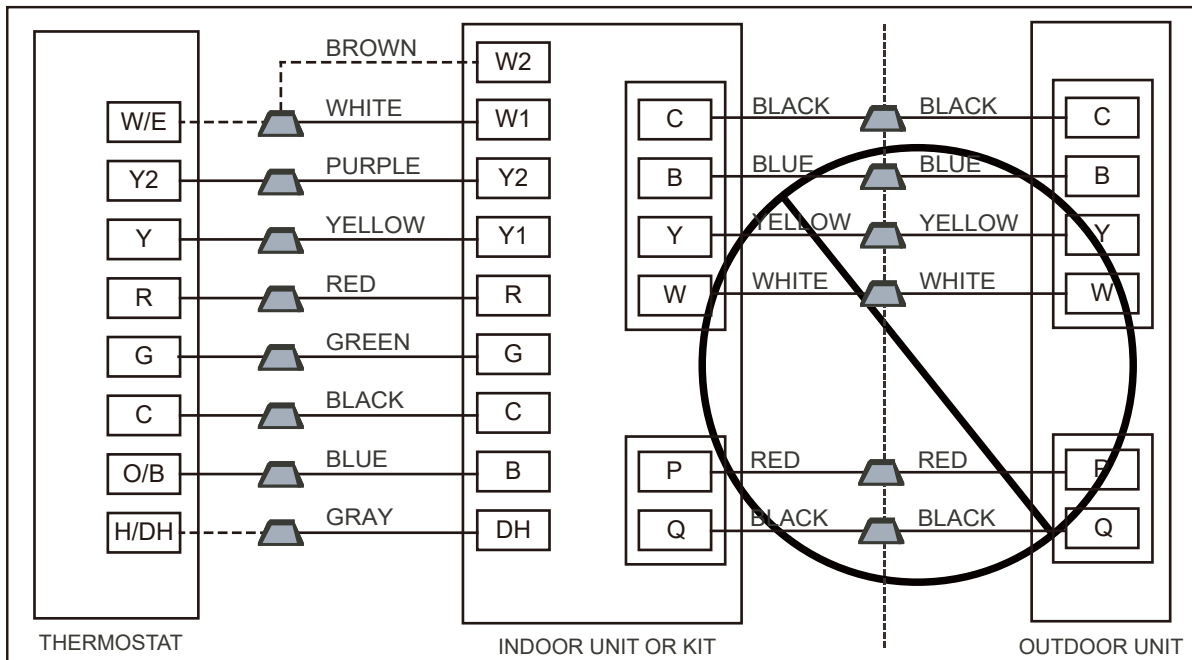 BROWN
W2
W/E WHITE W1 C BLACK BLACK C
Y2 PURPLE Y2 B BLUE BLUE B
Y YELLOW Y1 Y YELLOW YELLOW Y
R RED R W WHITE WHITE W
G GREEN G
C BLACK C
O/B BLUE B P RED RED P
H/DH GRAY DH Q BLACK BLACK Q
THERMOSTAT INDOOR UNIT OR KIT OUTDOOR UNIT